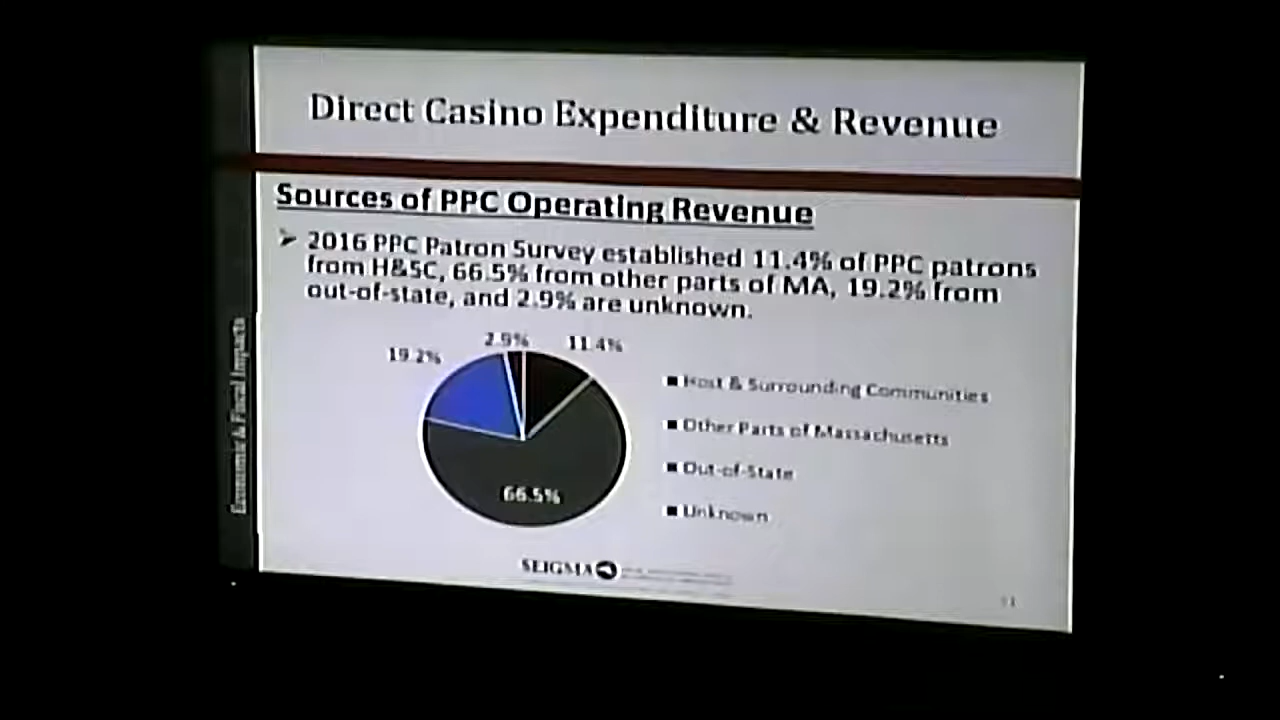 Direct Casino Expenditure & Revenue
Sources of PPC Operating Revenue
➢ 2016 PPC Patron Survey established 11.4% of PPC patrons
from H&SC, 66.5% from other parts of MA, 19.2% from
out-of-state, and 2.9% are unknown.
2.9%
11.4%
19.2%
66.5%
Host & Surrounding Communities
Other Parts of Massachusetts
Out-of-State
Unknown
Economic & Fiscal Impacts
SEIGMA